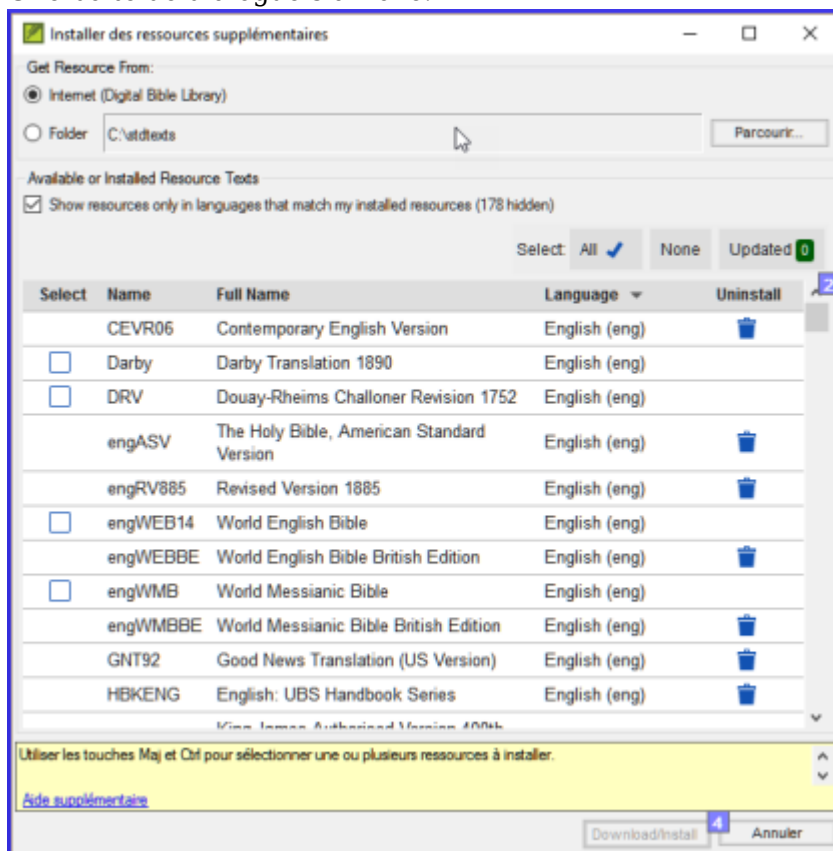 Installer des ressources supplémentaires
Get Resource From:
Internet (Digital Bible Library)
Folder C:\stdtexts Parcourir...
Available or Installed Resource Texts
Show resources only in languages that match my installed resources (178 hidden)
Select: All None Updated 0
Select Name Full Name Language Uninstall 2
CEVR06 Contemporary English Version English (eng)
Darby Darby Translation 1890 English (eng)
DRV Douay-Rheims Challoner Revision 1752 English (eng)
engASV The Holy Bible, American Standard Version English (eng)
engRV885 Revised Version 1885 English (eng)
engWEB14 World English Bible English (eng)
engWEBBE World English Bible British Edition English (eng)
engWMB World Messianic Bible English (eng)
engWMBBE World Messianic Bible British Edition English (eng)
GNT92 Good News Translation (US Version) English (eng)
HBKENG English: UBS Handbook Series English (eng)
King James Authorised Version 400th
Utiliser les touches Maj et Ctrl pour sélectionner une ou plusieurs ressources à installer.
Aide supplémentaire
Download/Install 4 Annuler